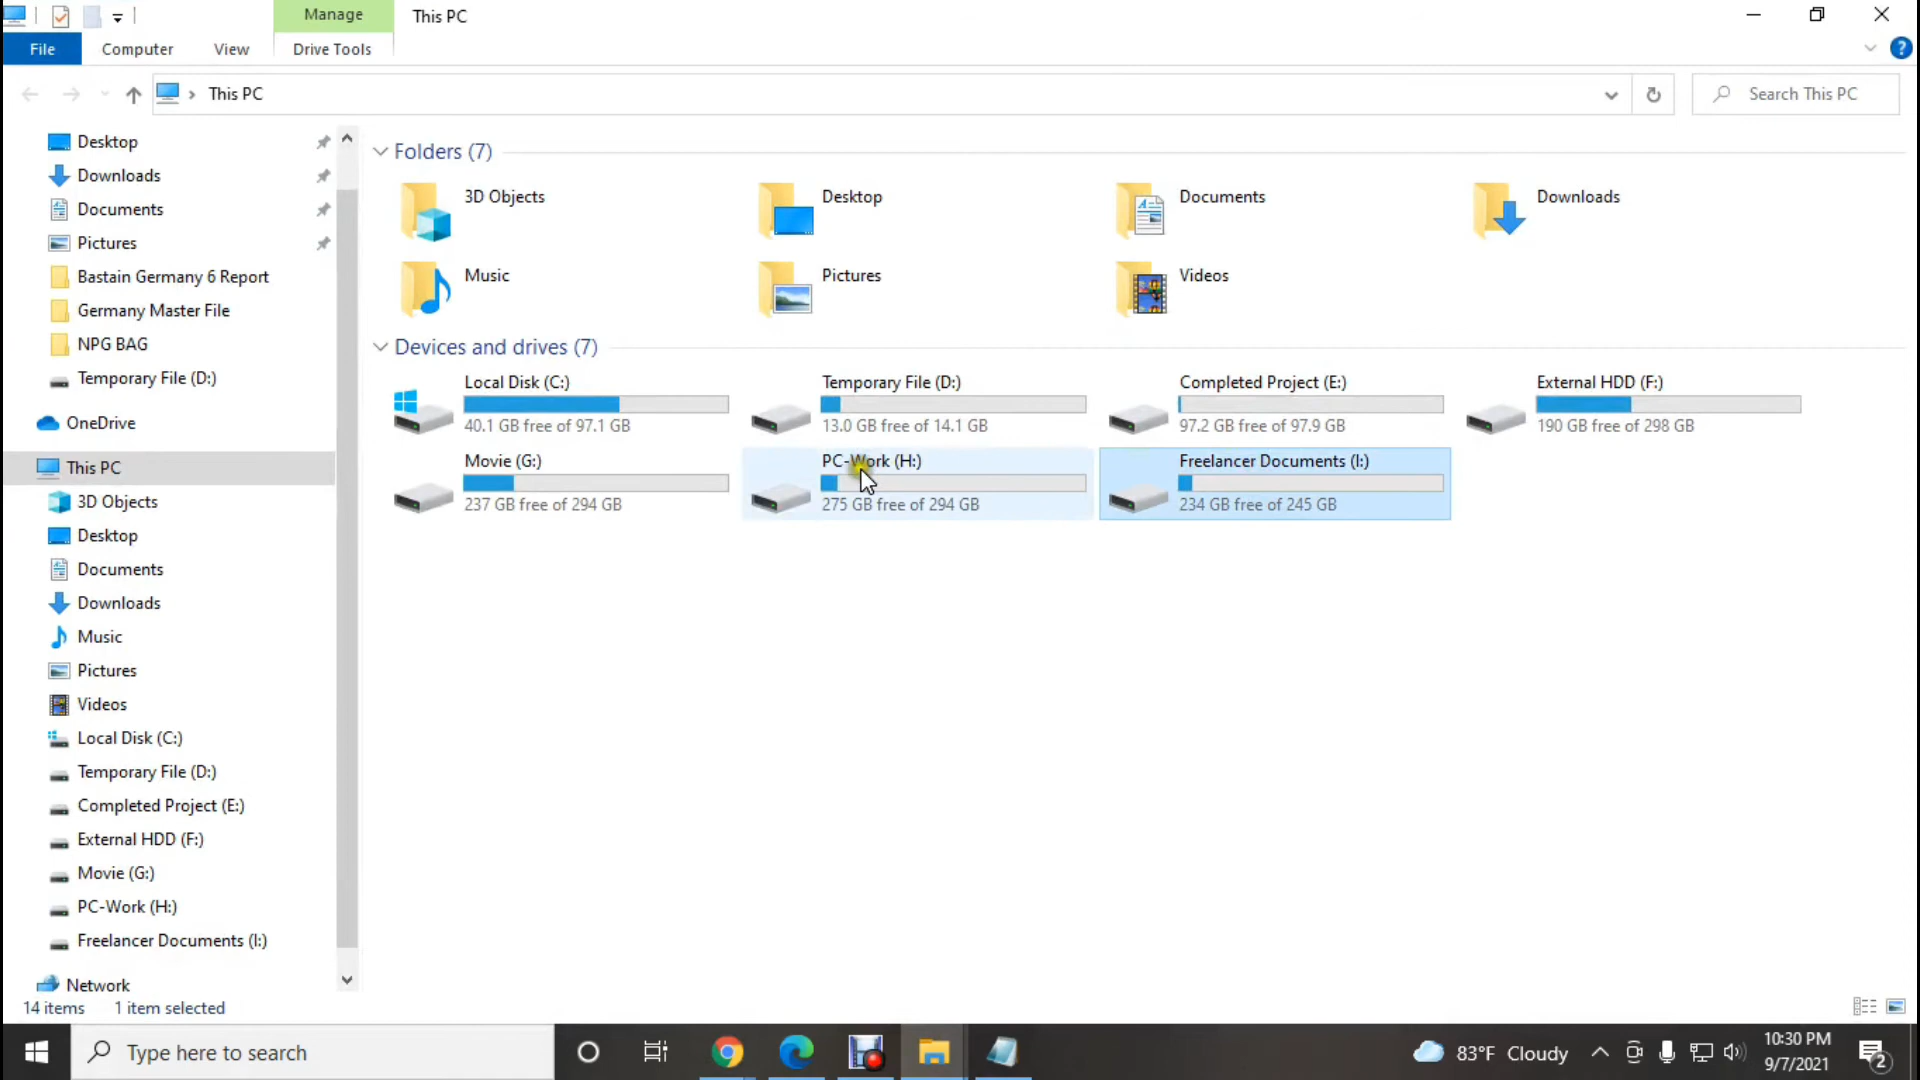 Manage
This PC
File
Computer
View
Drive Tools
This PC
Search This PC
Desktop
Downloads
Documents
Pictures
Bastain Germany 6 Report
Germany Master File
NPG BAG
Temporary File (D:)
OneDrive
This PC
3D Objects
Desktop
Documents
Downloads
Music
Pictures
Videos
Local Disk (C:)
Temporary File (D:)
Completed Project (E:)
External HDD (F:)
Movie (G:)
PC-Work (H:)
Freelancer Documents (I:)
Network
Folders (7)
3D Objects
Desktop
Documents
Downloads
Music
Pictures
Videos
Devices and drives (7)
Local Disk (C:)
40.1 GB free of 97.1 GB
Temporary File (D:)
13.0 GB free of 14.1 GB
Completed Project (E:)
97.2 GB free of 97.9 GB
External HDD (F:)
190 GB free of 298 GB
Movie (G:)
237 GB free of 294 GB
PC-Work (H:)
275 GB free of 294 GB
Freelancer Documents (I:)
234 GB free of 245 GB
14 items
1 item selected
Type here to search
83°F Cloudy
10:30 PM
9/7/2021
2